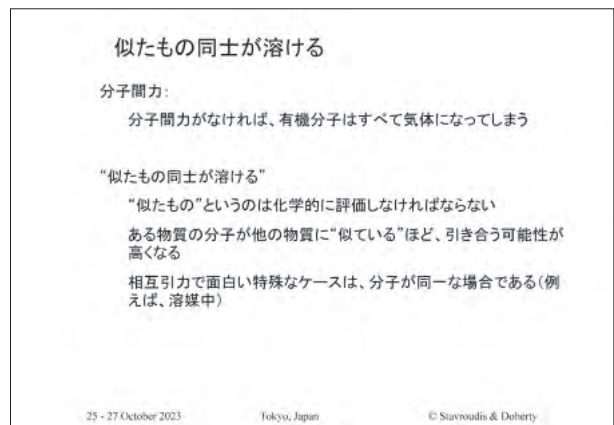 似たもの同士が溶ける
分子間力:
分子間力がなければ、有機分子はすべて気体になってしまう
“似たもの同士が溶ける”
“似たもの”というのは化学的に評価しなければならない
ある物質の分子が他の物質に“似ている”ほど、引き合う可能性が
高くなる
相互引力で面白い特殊なケースは、分子が同一な場合である(例
えば、溶媒中)
25 - 27 October 2023 Tokyo, Japan © Stavroudis & Doherty